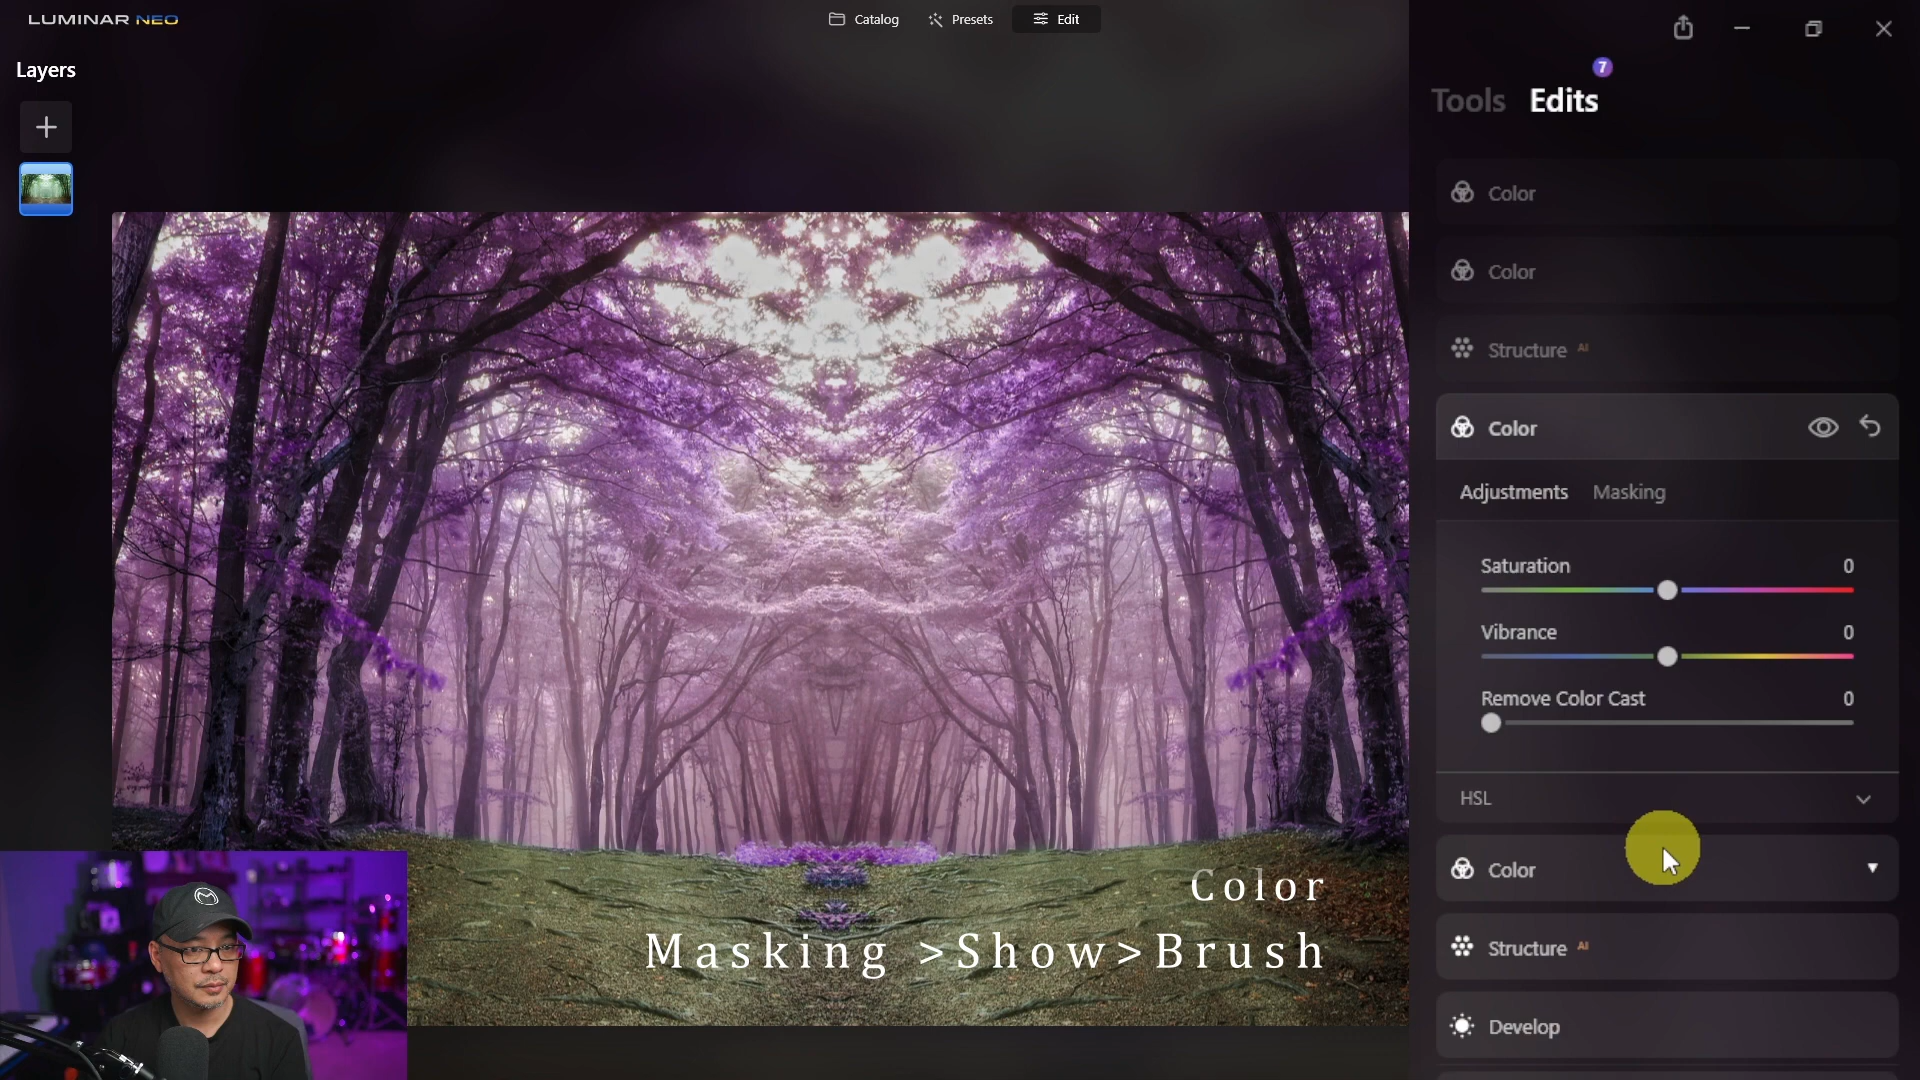 LUMINAR NEO
Catalog
Presets
Edit
Layers
7
Tools
Edits
Color
Color
Structure AI
Color
Adjustments
Masking
Saturation 0
Vibrance 0
Remove Color Cast 0
HSL
Color
Structure AI
Develop
Color
Masking >Show>Brush